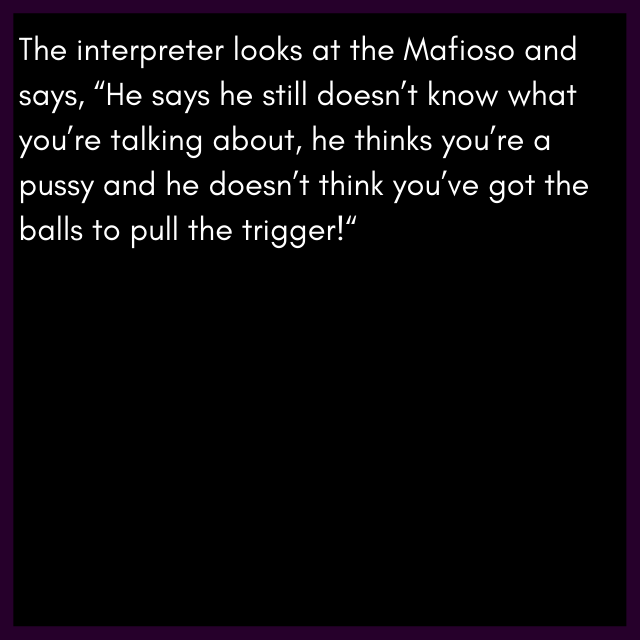 The interpreter looks at the Mafioso and
says, “He says he still doesn’t know what
you’re talking about, he thinks you’re a
pussy and he doesn’t think you’ve got the
balls to pull the trigger!“